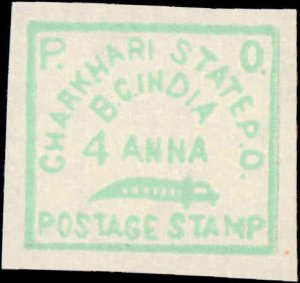 P. O.
CHARKHARI STATE P.O.
B.C. INDIA
4 ANNA
POSTAGE STAMP